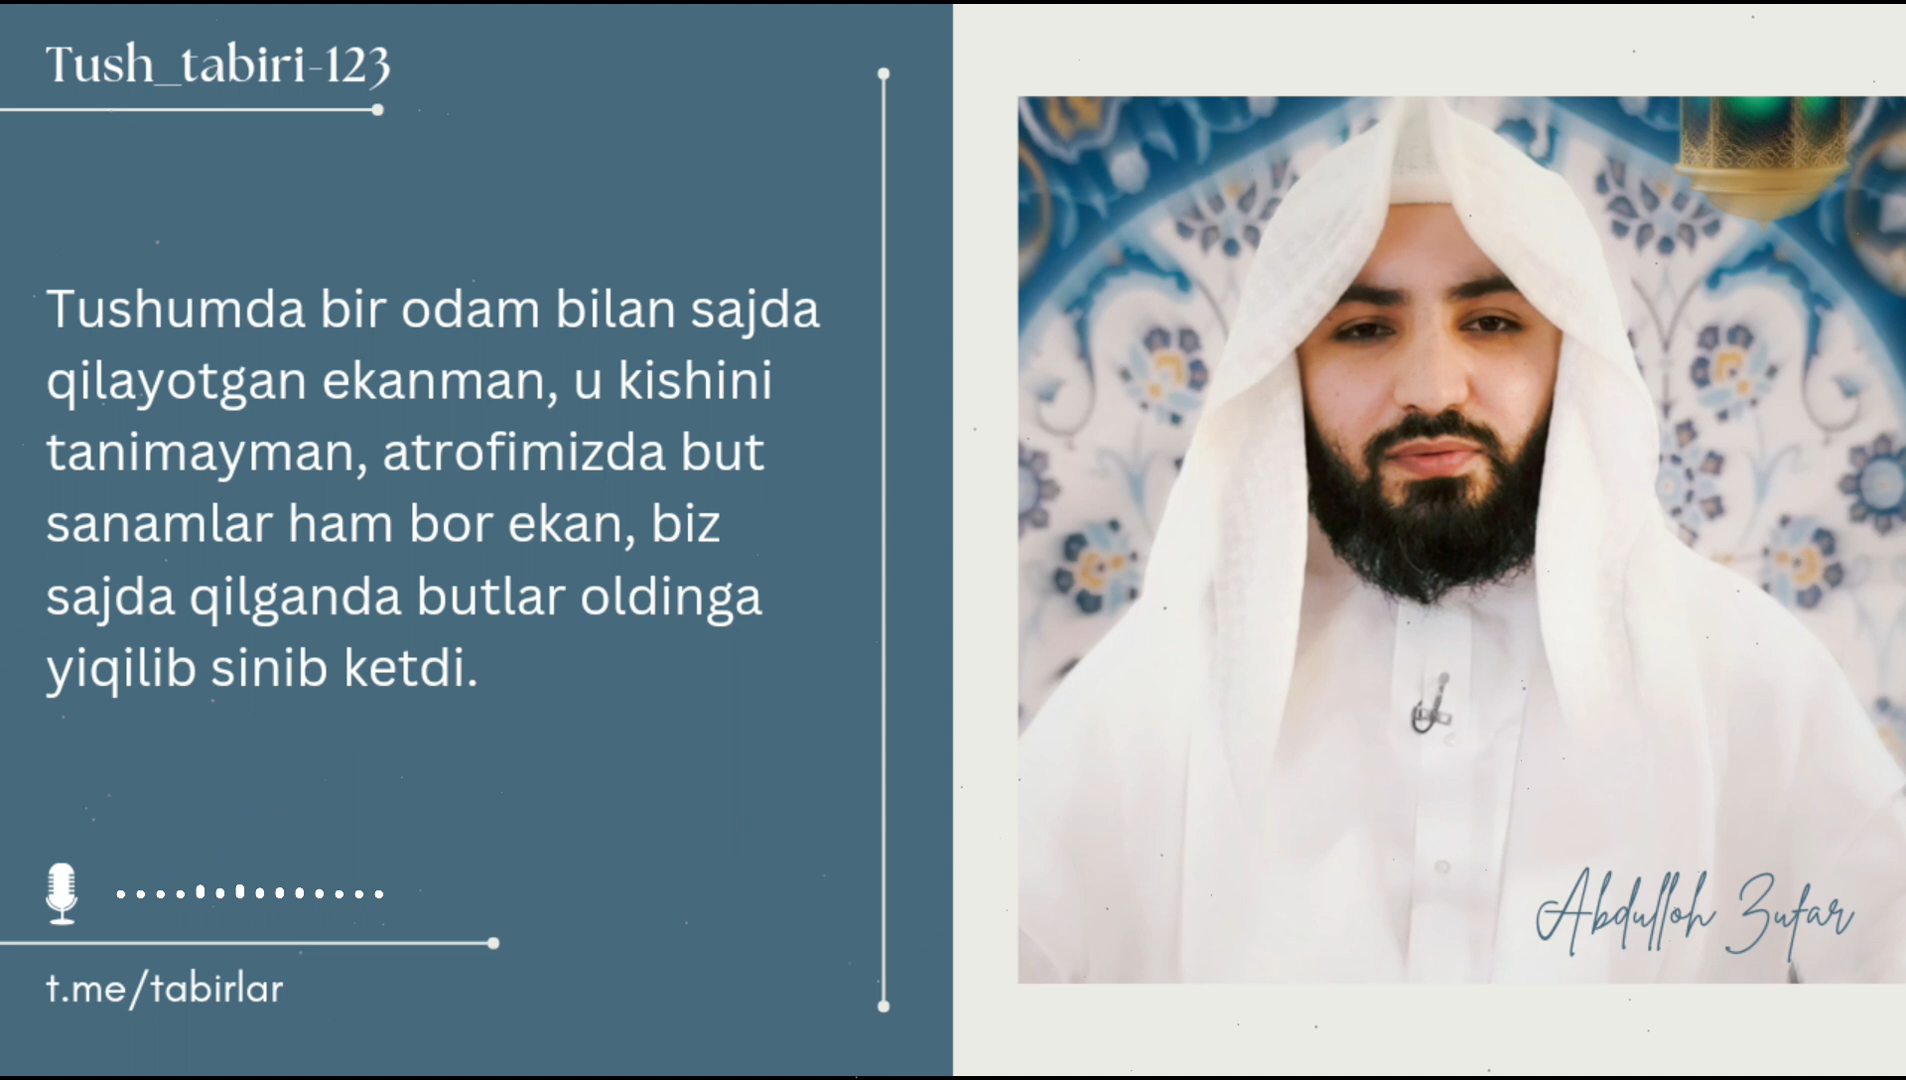 Tush_tabiri-123
Tushumda bir odam bilan sajda
qilayotgan ekanman, u kishini
tanimayman, atrofimizda but
sanamlar ham bor ekan, biz
sajda qilganda butlar oldinga
yiqilib sinib ketdi.
t.me/tabirlar
Abdulloh Zufar